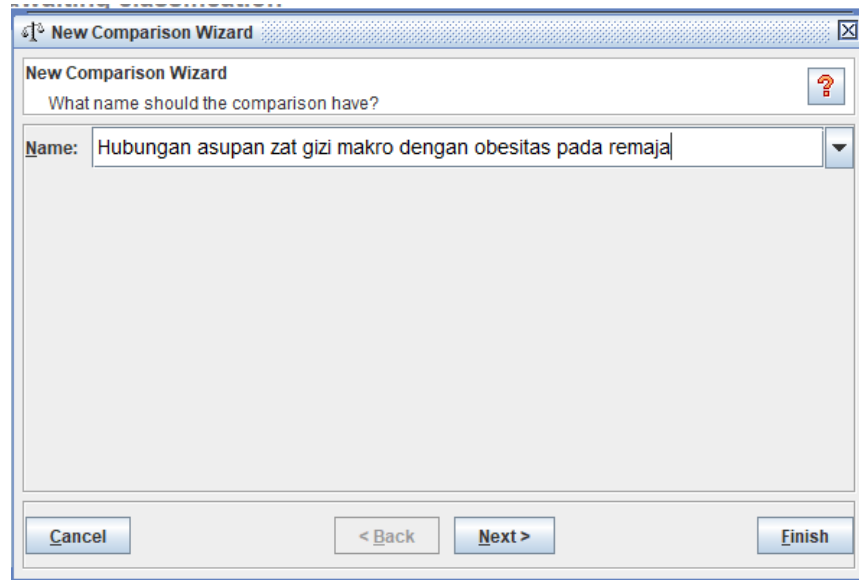 New Comparison Wizard
New Comparison Wizard
What name should the comparison have?
Name: Hubungan asupan zat gizi makro dengan obesitas pada remaja
Cancel < Back Next > Finish